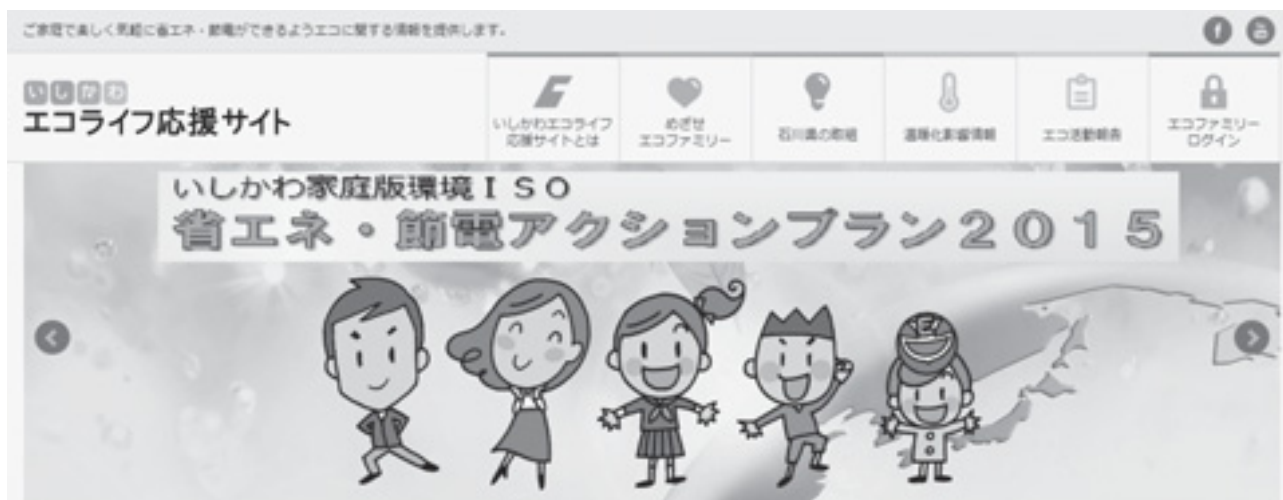 ご家庭で楽しく気軽に省エネ・節電ができるようエコに関する情報を提供します。
いしかわ
エコライフ応援サイト
いしかわエコライフ
応援サイトとは
めざせ
エコファミリー
石川県の取組
温暖化影響情報
エコ活動報告
エコファミリー
ログイン
いしかわ家庭版環境ISO
省エネ・節電アクションプラン2015